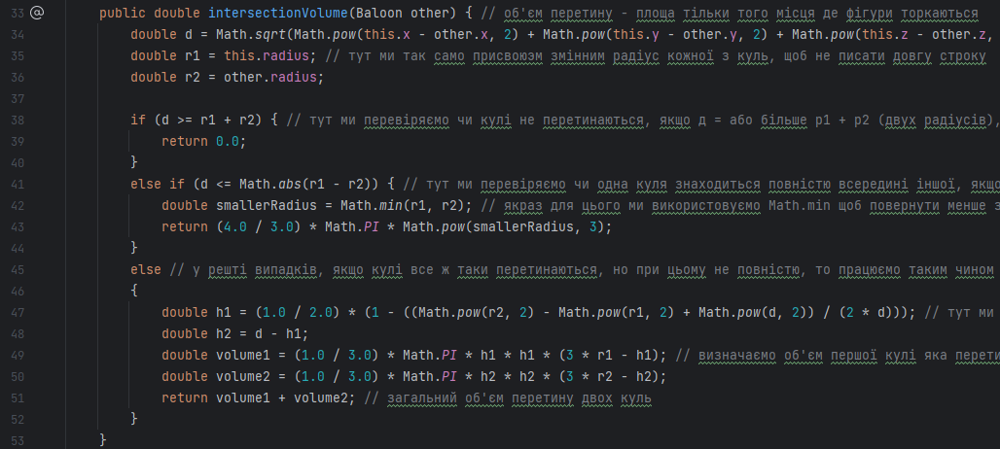 33 @ public double intersectionVolume(Baloon other) { // об'єм перетину - площа тільки того місця де фігури торкаються
34 double d = Math.sqrt(Math.pow(this.x - other.x, 2) + Math.pow(this.y - other.y, 2) + Math.pow(this.z - other.z,
35 double r1 = this.radius; // тут ми так само присвоюэм змінним радіус кожної з куль, щоб не писати довгу строку
36 double r2 = other.radius;
37
38 if (d >= r1 + r2) { // тут ми перевіряємо чи кулі не перетинаються, якщо д = або більше р1 + р2 (двух радіусів),
39 return 0.0;
40 }
41 else if (d <= Math.abs(r1 - r2)) { // тут ми перевіряємо чи одна куля знаходиться повністю всередині іншої, якщо
42 double smallerRadius = Math.min(r1, r2); // якраз для цього ми використовуємо Math.min щоб повернути менше з
43 return (4.0 / 3.0) * Math.PI * Math.pow(smallerRadius, 3);
44 }
45 else // у решті випадків, якщо кулі все ж таки перетинаються, но при цьому не повністю, то працюємо таким чином
46 {
47 double h1 = (1.0 / 2.0) * (1 - ((Math.pow(r2, 2) - Math.pow(r1, 2) + Math.pow(d, 2)) / (2 * d))); // тут ми
48 double h2 = d - h1;
49 double volume1 = (1.0 / 3.0) * Math.PI * h1 * h1 * (3 * r1 - h1); // визначаємо об'єм першої кулі яка перети
50 double volume2 = (1.0 / 3.0) * Math.PI * h2 * h2 * (3 * r2 - h2);
51 return volume1 + volume2; // загальний об'єм перетину двох куль
52 }
53 }